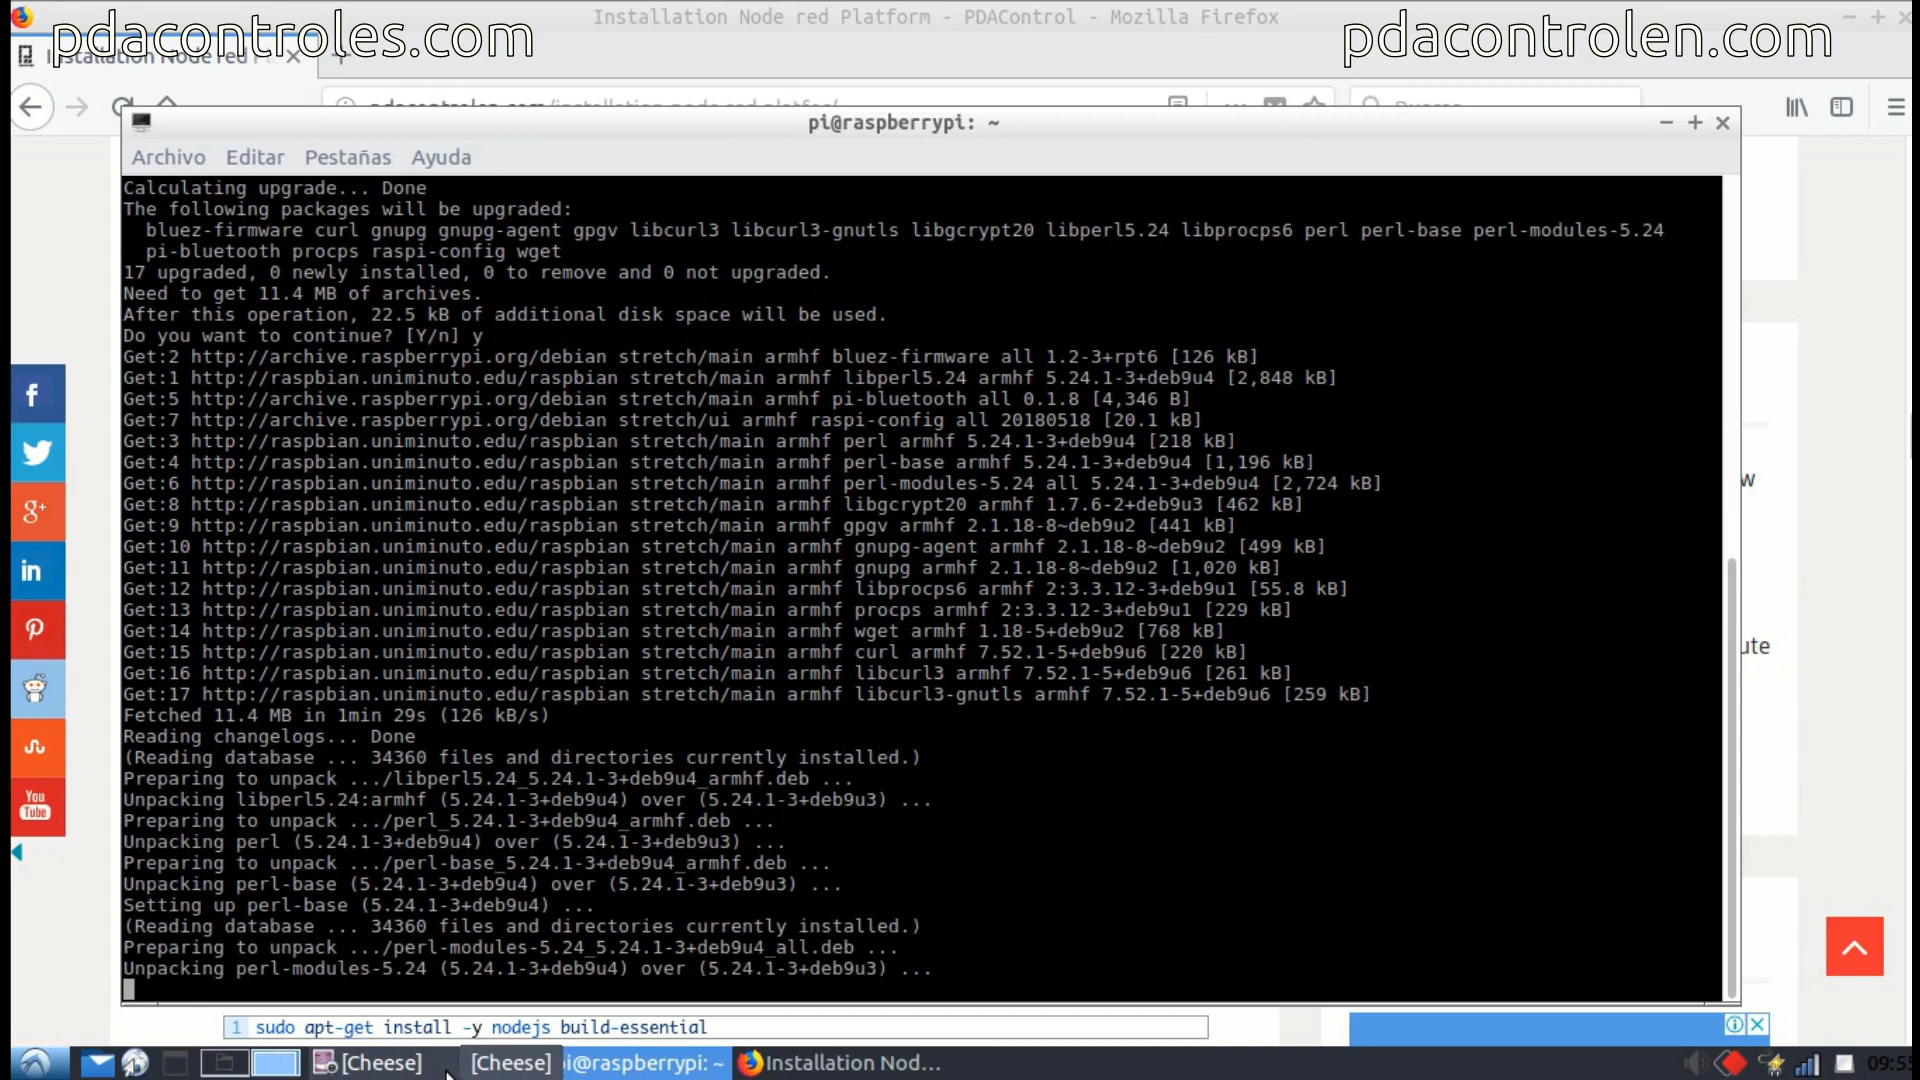 Installation Node red Platform - PDAControl - Mozilla Firefox
pdacontroles.com
pdacontrolen.com
pi@raspberrypi: ~
Archivo Editar Pestañas Ayuda
Calculating upgrade... Done
The following packages will be upgraded:
bluez-firmware curl gnupg gnupg-agent gpgv libcurl3 libcurl3-gnutls libgcrypt20 libperl5.24 libprocps6 perl perl-base perl-modules-5.24
pi-bluetooth procps raspi-config wget
17 upgraded, 0 newly installed, 0 to remove and 0 not upgraded.
Need to get 11.4 MB of archives.
After this operation, 22.5 kB of additional disk space will be used.
Do you want to continue? [Y/n] y
Get:2 http://archive.raspberrypi.org/debian stretch/main armhf bluez-firmware all 1.2-3+rpt6 [126 kB]
Get:1 http://raspbian.uniminuto.edu/raspbian stretch/main armhf libperl5.24 armhf 5.24.1-3+deb9u4 [2,848 kB]
Get:5 http://archive.raspberrypi.org/debian stretch/main armhf pi-bluetooth all 0.1.8 [4,346 B]
Get:7 http://archive.raspberrypi.org/debian stretch/ui armhf raspi-config all 20180518 [20.1 kB]
Get:3 http://raspbian.uniminuto.edu/raspbian stretch/main armhf perl armhf 5.24.1-3+deb9u4 [218 kB]
Get:4 http://raspbian.uniminuto.edu/raspbian stretch/main armhf perl-base armhf 5.24.1-3+deb9u4 [1,196 kB]
Get:6 http://raspbian.uniminuto.edu/raspbian stretch/main armhf perl-modules-5.24 all 5.24.1-3+deb9u4 [2,724 kB]
Get:8 http://raspbian.uniminuto.edu/raspbian stretch/main armhf libgcrypt20 armhf 1.7.6-2+deb9u3 [462 kB]
Get:9 http://raspbian.uniminuto.edu/raspbian stretch/main armhf gpgv armhf 2.1.18-8~deb9u2 [441 kB]
Get:10 http://raspbian.uniminuto.edu/raspbian stretch/main armhf gnupg-agent armhf 2.1.18-8~deb9u2 [499 kB]
Get:11 http://raspbian.uniminuto.edu/raspbian stretch/main armhf gnupg armhf 2.1.18-8~deb9u2 [1,020 kB]
Get:12 http://raspbian.uniminuto.edu/raspbian stretch/main armhf libprocps6 armhf 2:3.3.12-3+deb9u1 [55.8 kB]
Get:13 http://raspbian.uniminuto.edu/raspbian stretch/main armhf procps armhf 2:3.3.12-3+deb9u1 [229 kB]
Get:14 http://raspbian.uniminuto.edu/raspbian stretch/main armhf wget armhf 1.18-5+deb9u2 [768 kB]
Get:15 http://raspbian.uniminuto.edu/raspbian stretch/main armhf curl armhf 7.52.1-5+deb9u6 [220 kB]
Get:16 http://raspbian.uniminuto.edu/raspbian stretch/main armhf libcurl3 armhf 7.52.1-5+deb9u6 [261 kB]
Get:17 http://raspbian.uniminuto.edu/raspbian stretch/main armhf libcurl3-gnutls armhf 7.52.1-5+deb9u6 [259 kB]
Fetched 11.4 MB in 1min 29s (126 kB/s)
Reading changelogs... Done
(Reading database ... 34360 files and directories currently installed.)
Preparing to unpack .../libperl5.24_5.24.1-3+deb9u4_armhf.deb ...
Unpacking libperl5.24:armhf (5.24.1-3+deb9u4) over (5.24.1-3+deb9u3) ...
Preparing to unpack .../perl_5.24.1-3+deb9u4_armhf.deb ...
Unpacking perl (5.24.1-3+deb9u4) over (5.24.1-3+deb9u3) ...
Preparing to unpack .../perl-base_5.24.1-3+deb9u4_armhf.deb ...
Unpacking perl-base (5.24.1-3+deb9u4) over (5.24.1-3+deb9u3) ...
Setting up perl-base (5.24.1-3+deb9u4) ...
(Reading database ... 34360 files and directories currently installed.)
Preparing to unpack .../perl-modules-5.24_5.24.1-3+deb9u4_all.deb ...
Unpacking perl-modules-5.24 (5.24.1-3+deb9u4) over (5.24.1-3+deb9u3) ...
You
Tube
1 sudo apt-get install -y nodejs build-essential
[Cheese] [Cheese] pi@raspberrypi: ~ Installation Nod...